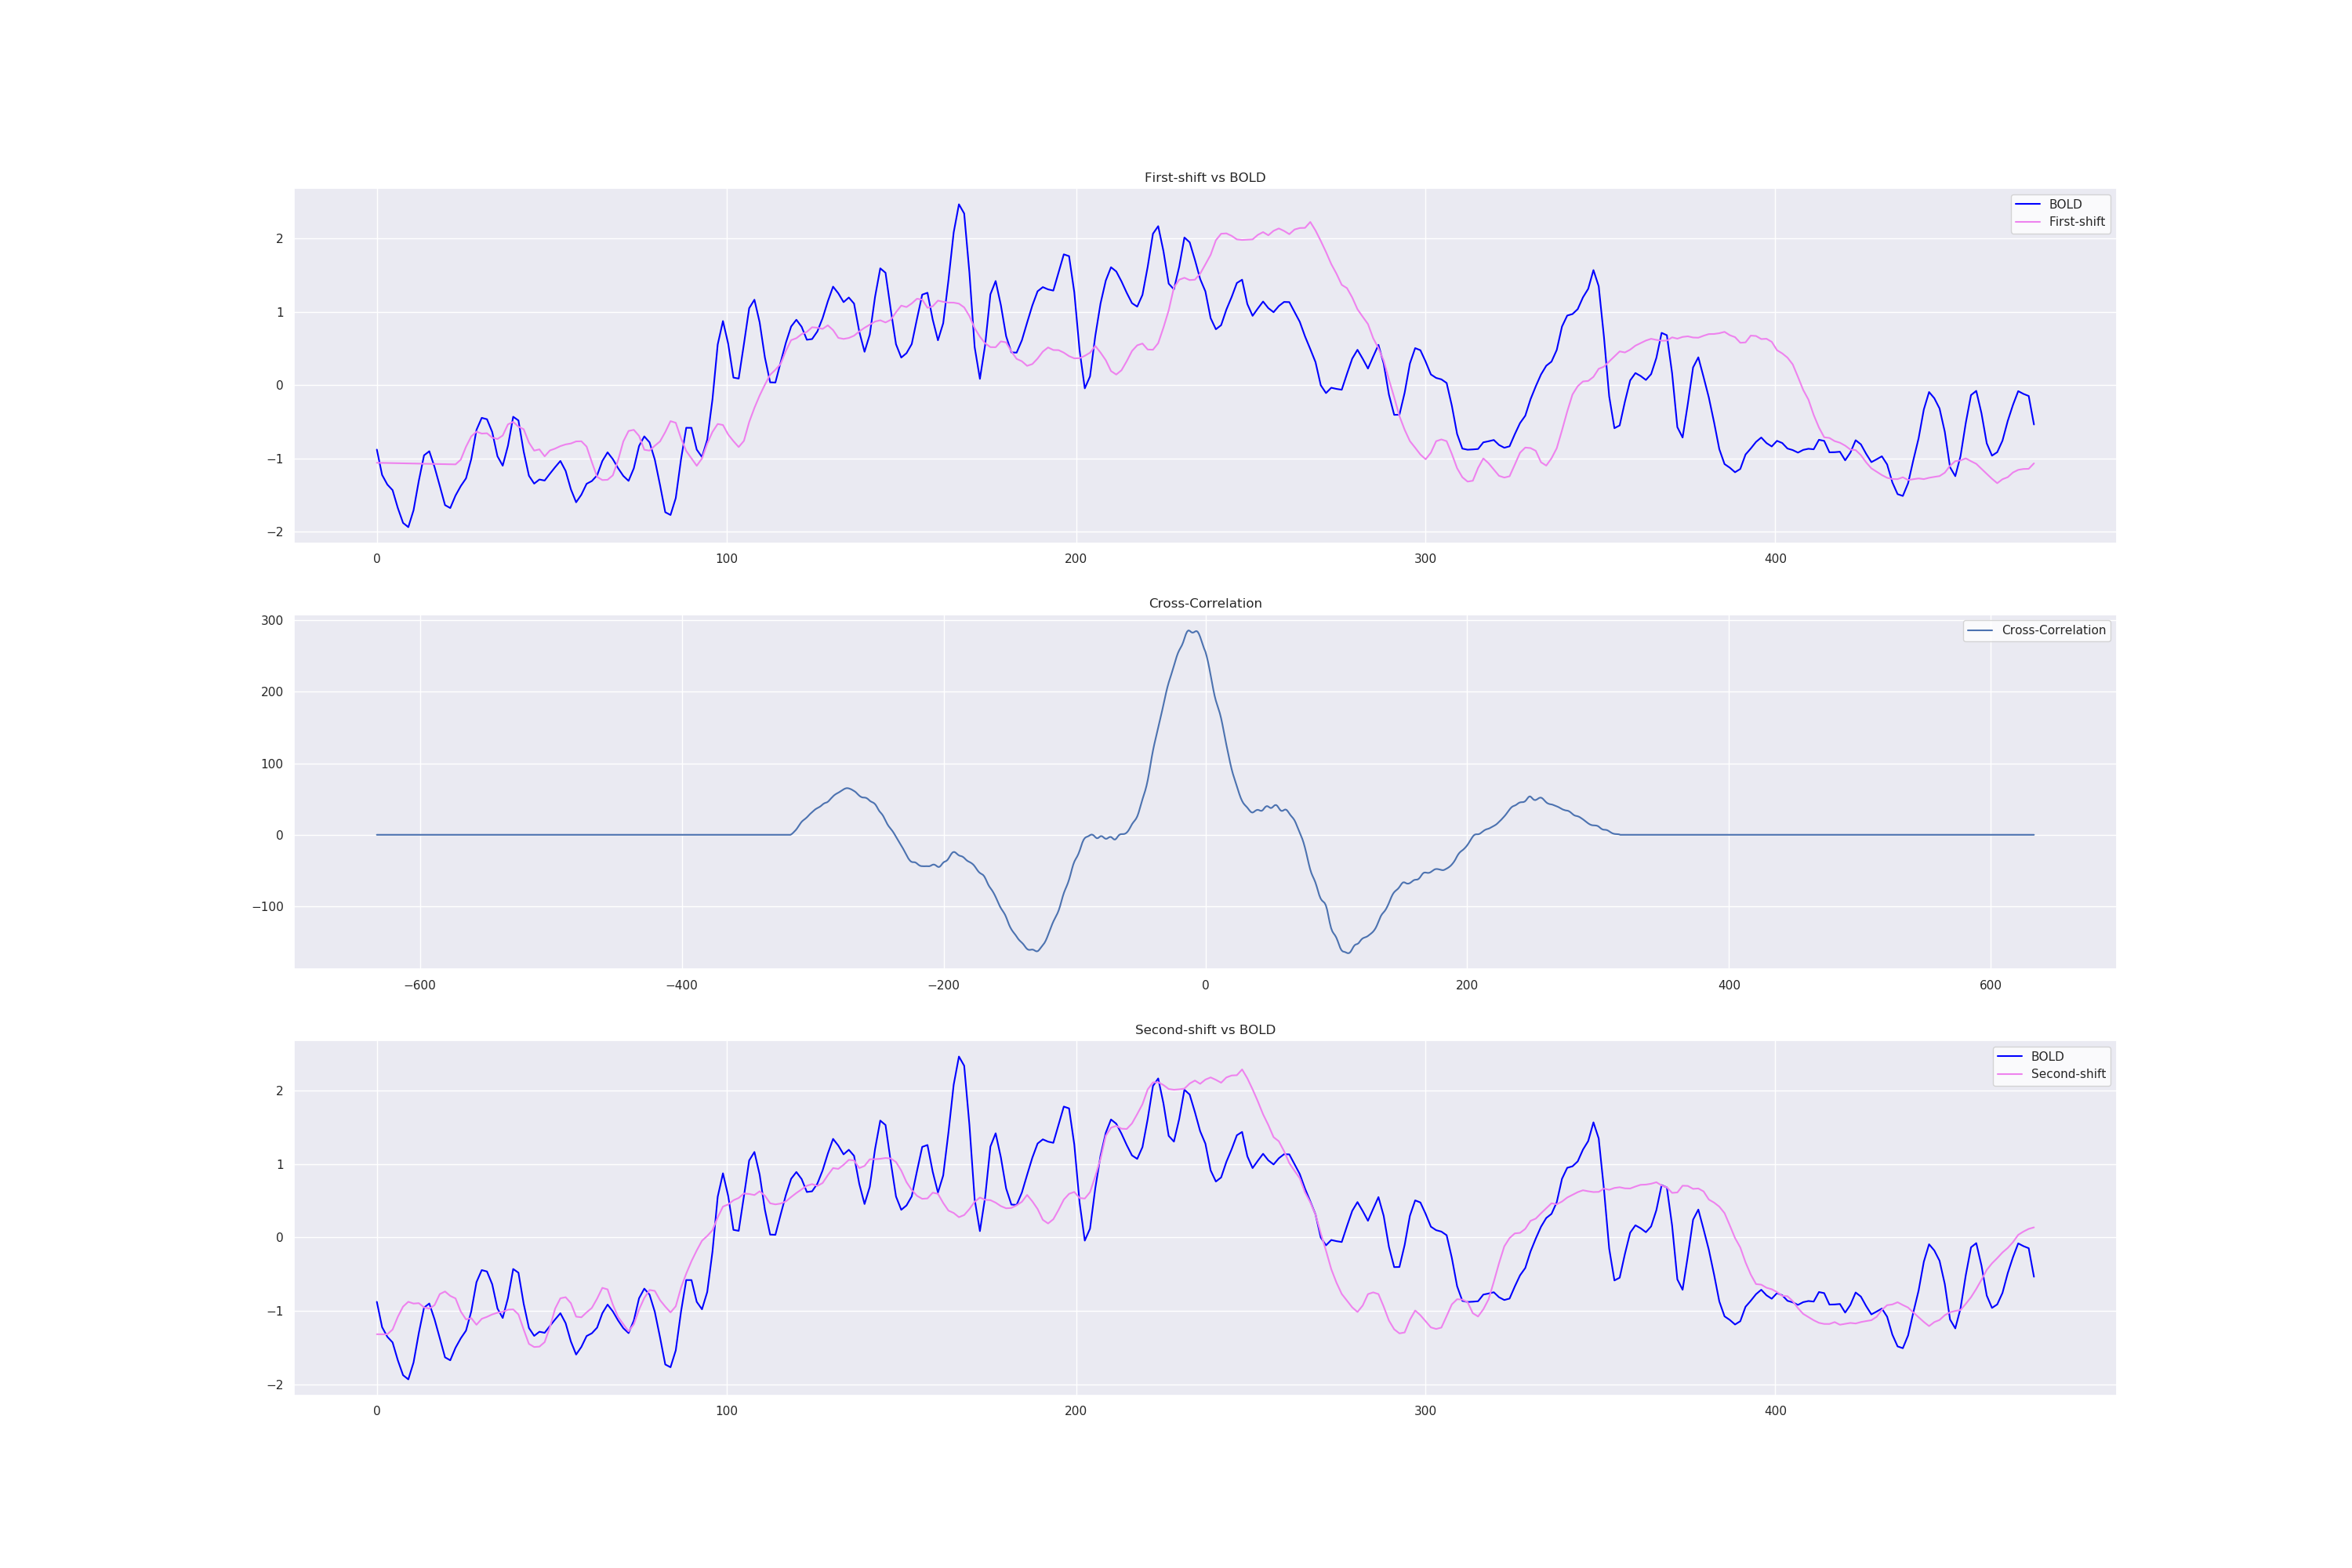 First-shift vs BOLD
BOLD
First-shift
2
1
0
−1
−2
0 100 200 300 400
Cross-Correlation
Cross-Correlation
300
200
100
0
−100
−600 −400 −200 0 200 400 600
Second-shift vs BOLD
BOLD
Second-shift
2
1
0
−1
−2
0 100 200 300 400